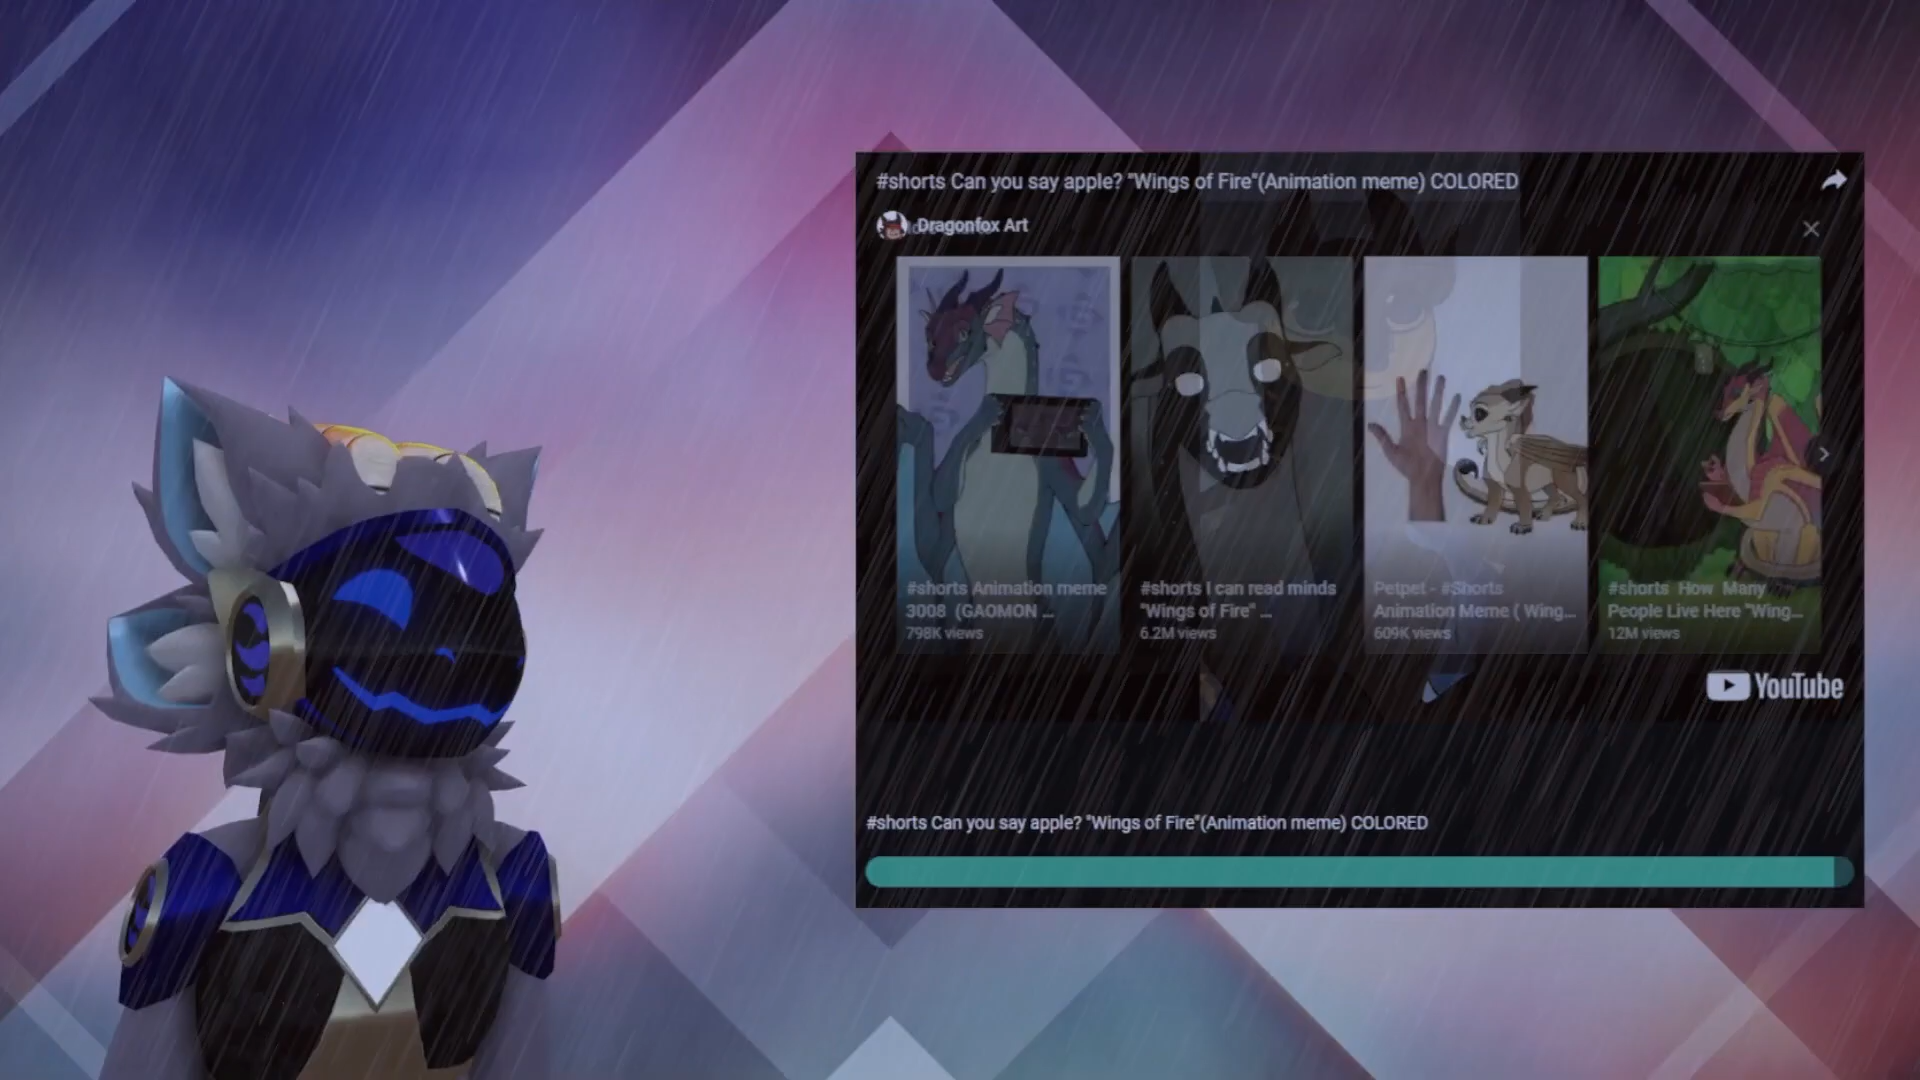 #shorts Can you say apple? "Wings of Fire"(Animation meme) COLORED
Dragonfox Art
#shorts Animation meme
3008 (GAOMON ...
798K views
#shorts I can read minds
"Wings of Fire" ...
6.2M views
Petpet - #Shorts
Animation Meme ( Wing...
609K views
#shorts How Many
People Live Here "Wing...
12M views
YouTube
#shorts Can you say apple? "Wings of Fire"(Animation meme) COLORED